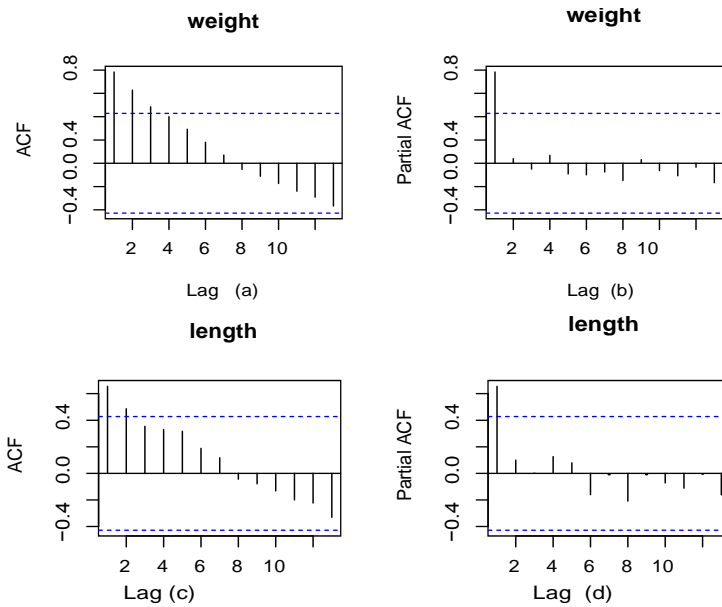 weight
ACF
0.8
0.4
0.0
−0.4
2 4 6 8 10
Lag (a)
weight
Partial ACF
0.8
0.4
0.0
−0.4
2 4 6 8 10
Lag (b)
length
ACF
0.4
0.0
−0.4
2 4 6 8 10
Lag (c)
length
Partial ACF
0.4
0.0
−0.4
2 4 6 8 10
Lag (d)